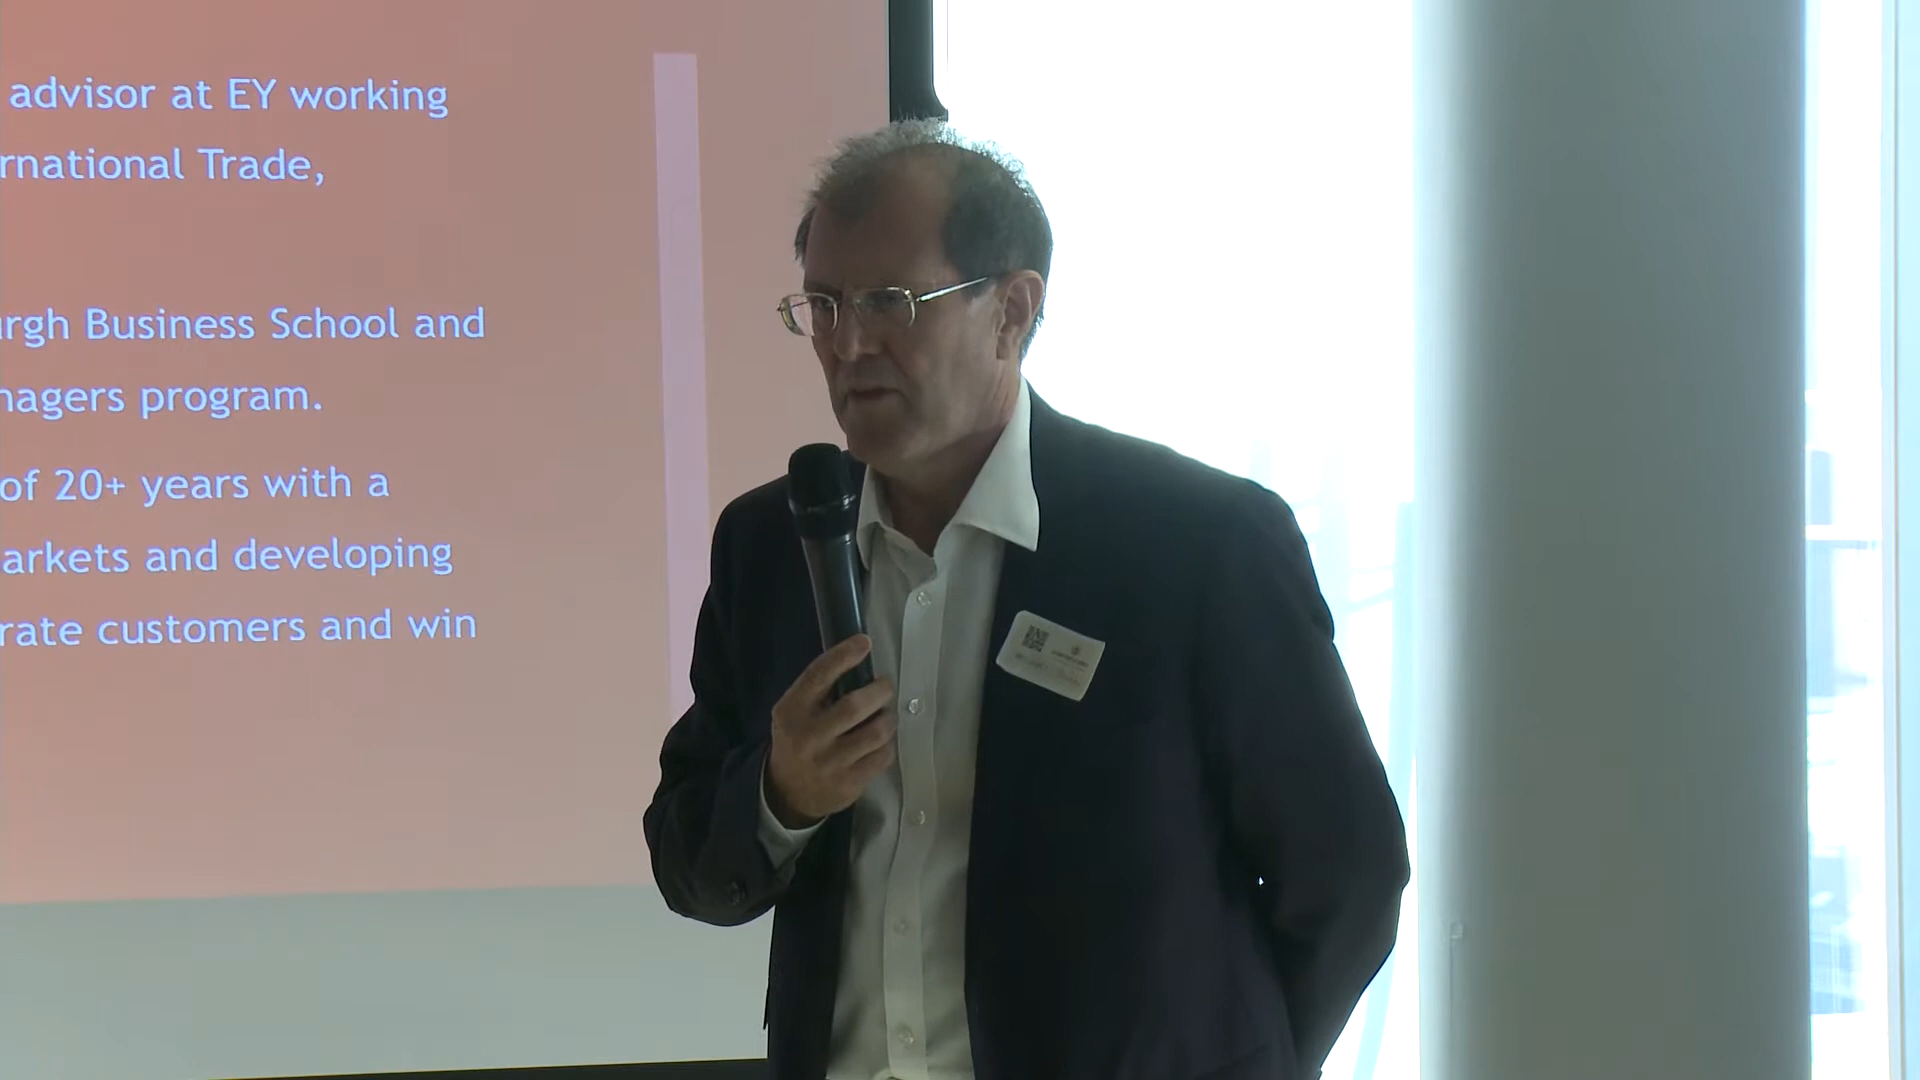 advisor at EY working
rnational Trade,
urgh Business School and
nagers program.
of 20+ years with a
arkets and developing
rate customers and win